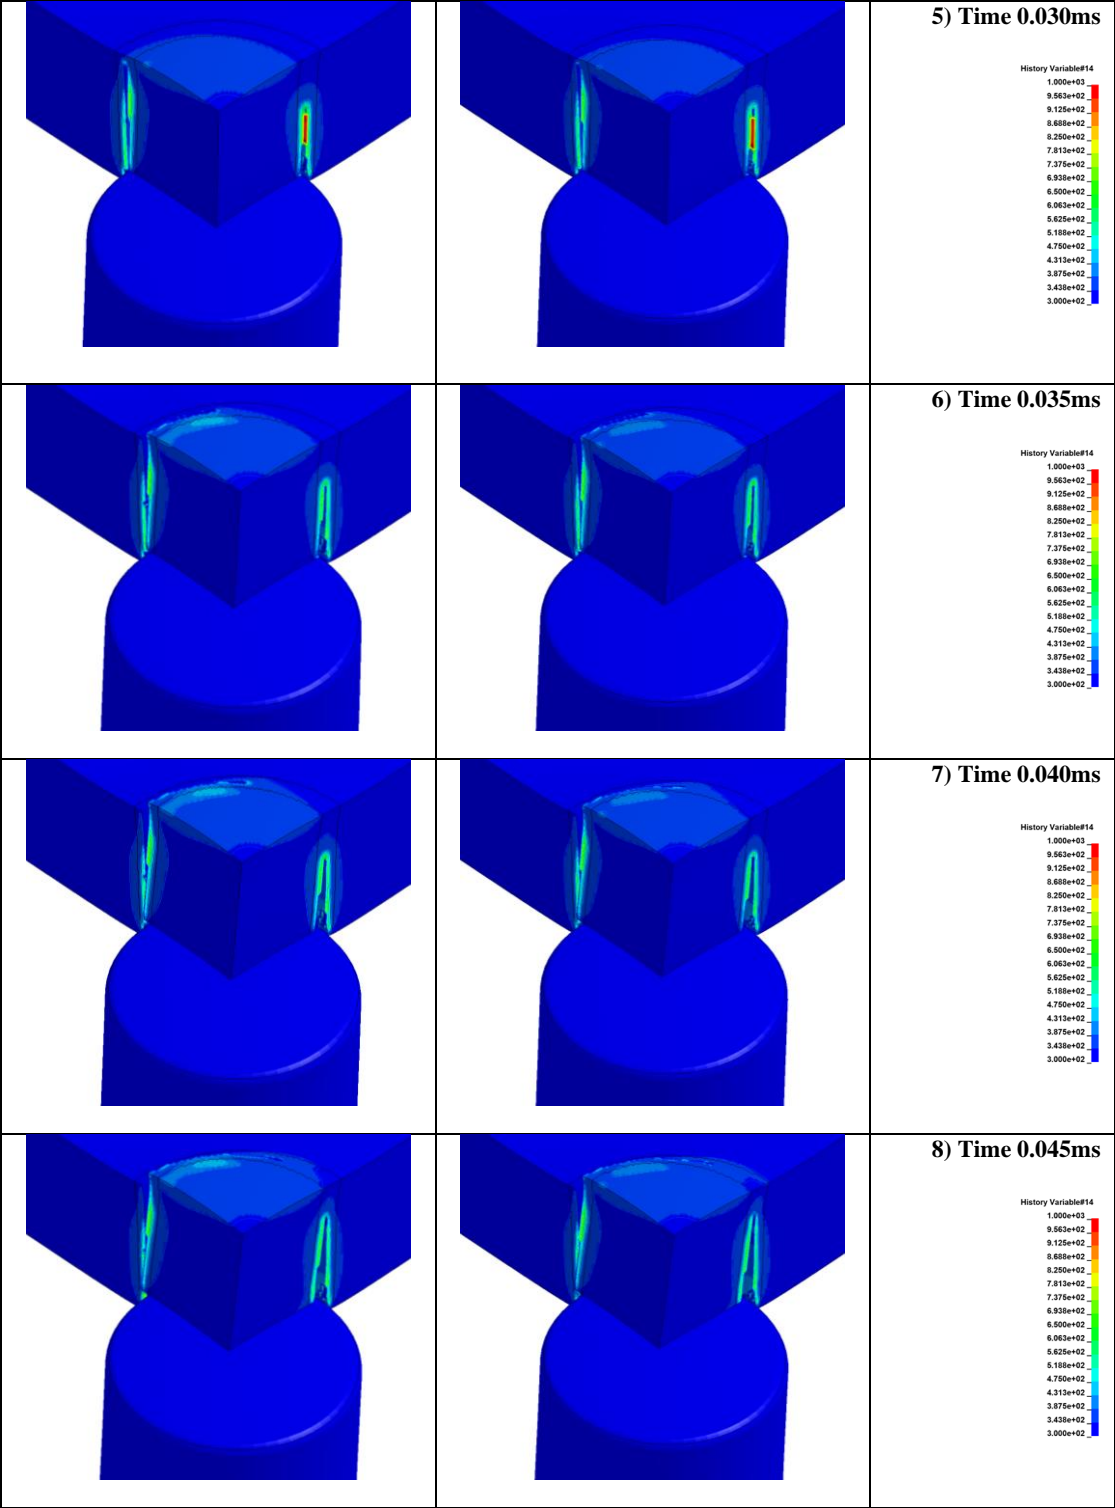 5) Time 0.030ms
History Variable#14
1.000e+03
9.563e+02
9.125e+02
8.688e+02
8.250e+02
7.813e+02
7.375e+02
6.938e+02
6.500e+02
6.063e+02
5.625e+02
5.188e+02
4.750e+02
4.313e+02
3.875e+02
3.438e+02
3.000e+02
6) Time 0.035ms
History Variable#14
1.000e+03
9.563e+02
9.125e+02
8.688e+02
8.250e+02
7.813e+02
7.375e+02
6.938e+02
6.500e+02
6.063e+02
5.625e+02
5.188e+02
4.750e+02
4.313e+02
3.875e+02
3.438e+02
3.000e+02
7) Time 0.040ms
History Variable#14
1.000e+03
9.563e+02
9.125e+02
8.688e+02
8.250e+02
7.813e+02
7.375e+02
6.938e+02
6.500e+02
6.063e+02
5.625e+02
5.188e+02
4.750e+02
4.313e+02
3.875e+02
3.438e+02
3.000e+02
8) Time 0.045ms
History Variable#14
1.000e+03
9.563e+02
9.125e+02
8.688e+02
8.250e+02
7.813e+02
7.375e+02
6.938e+02
6.500e+02
6.063e+02
5.625e+02
5.188e+02
4.750e+02
4.313e+02
3.875e+02
3.438e+02
3.000e+02